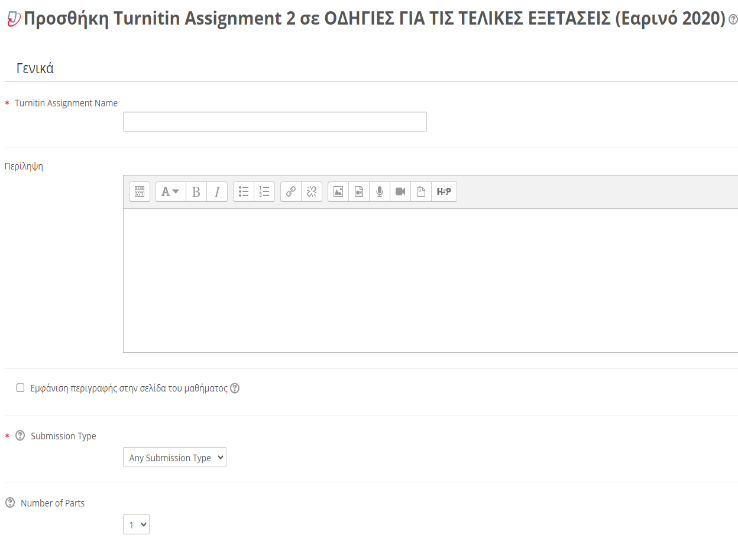 Προσθήκη Turnitin Assignment 2 σε ΟΔΗΓΙΕΣ ΓΙΑ ΤΙΣ ΤΕΛΙΚΕΣ ΕΞΕΤΑΣΕΙΣ (Εαρινό 2020)
Γενικά
* Turnitin Assignment Name
Περίληψη
A B I H5P
Εμφάνιση περιγραφής στην σελίδα του μαθήματος
* Submission Type
Any Submission Type
Number of Parts
1